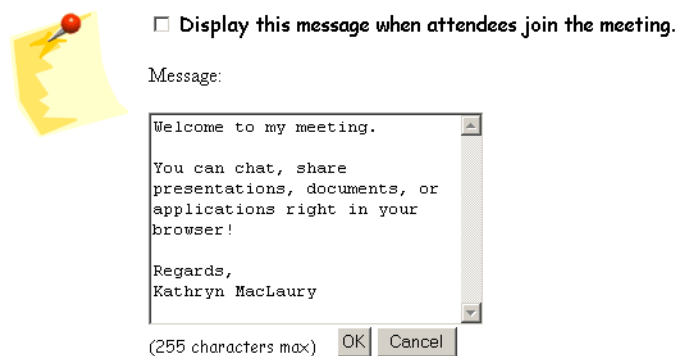 Display this message when attendees join the meeting.
Message:
Welcome to my meeting.
You can chat, share
presentations, documents, or
applications right in your
browser!
Regards,
Kathryn MacLaury
(255 characters max) OK Cancel